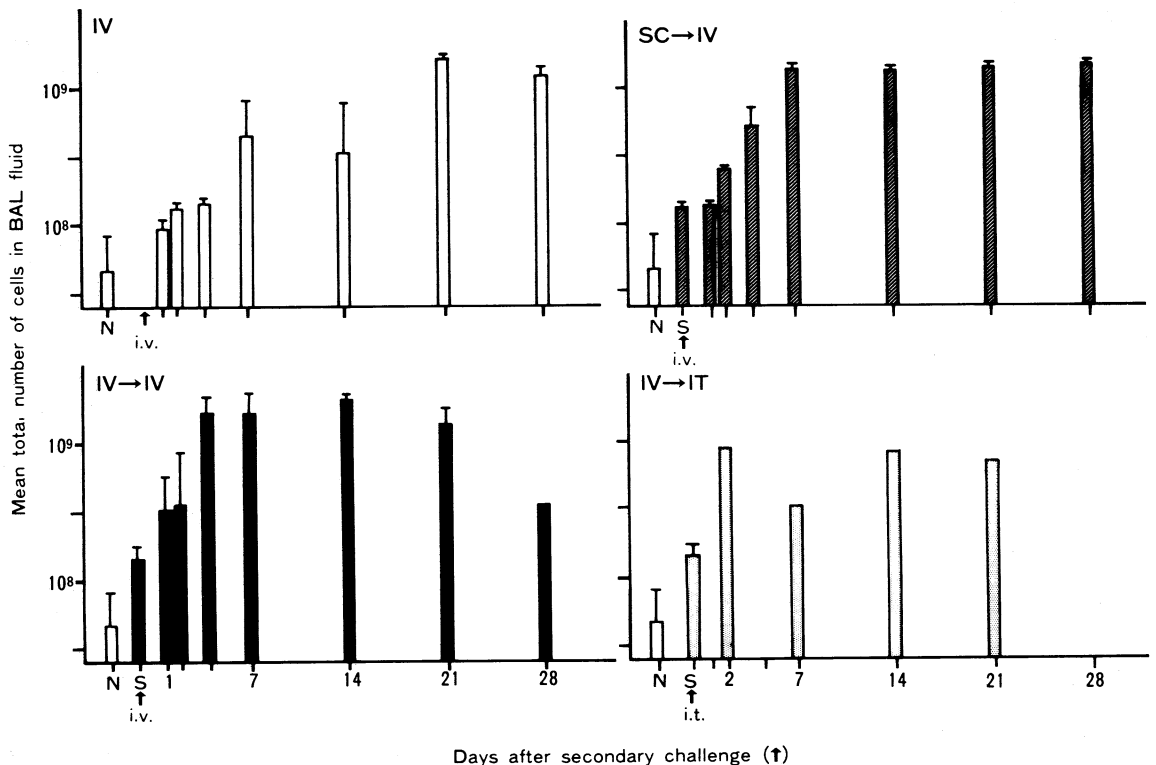 IV
SC→IV
10⁹
10⁸
N
i.v.
N S
i.v.
IV→IV
IV→IT
10⁹
10⁸
N S 1 7 14 21 28
i.v.
N S 2 7 14 21 28
i.t.
Mean total number of cells in BAL fluid
Days after secondary challenge (↑)